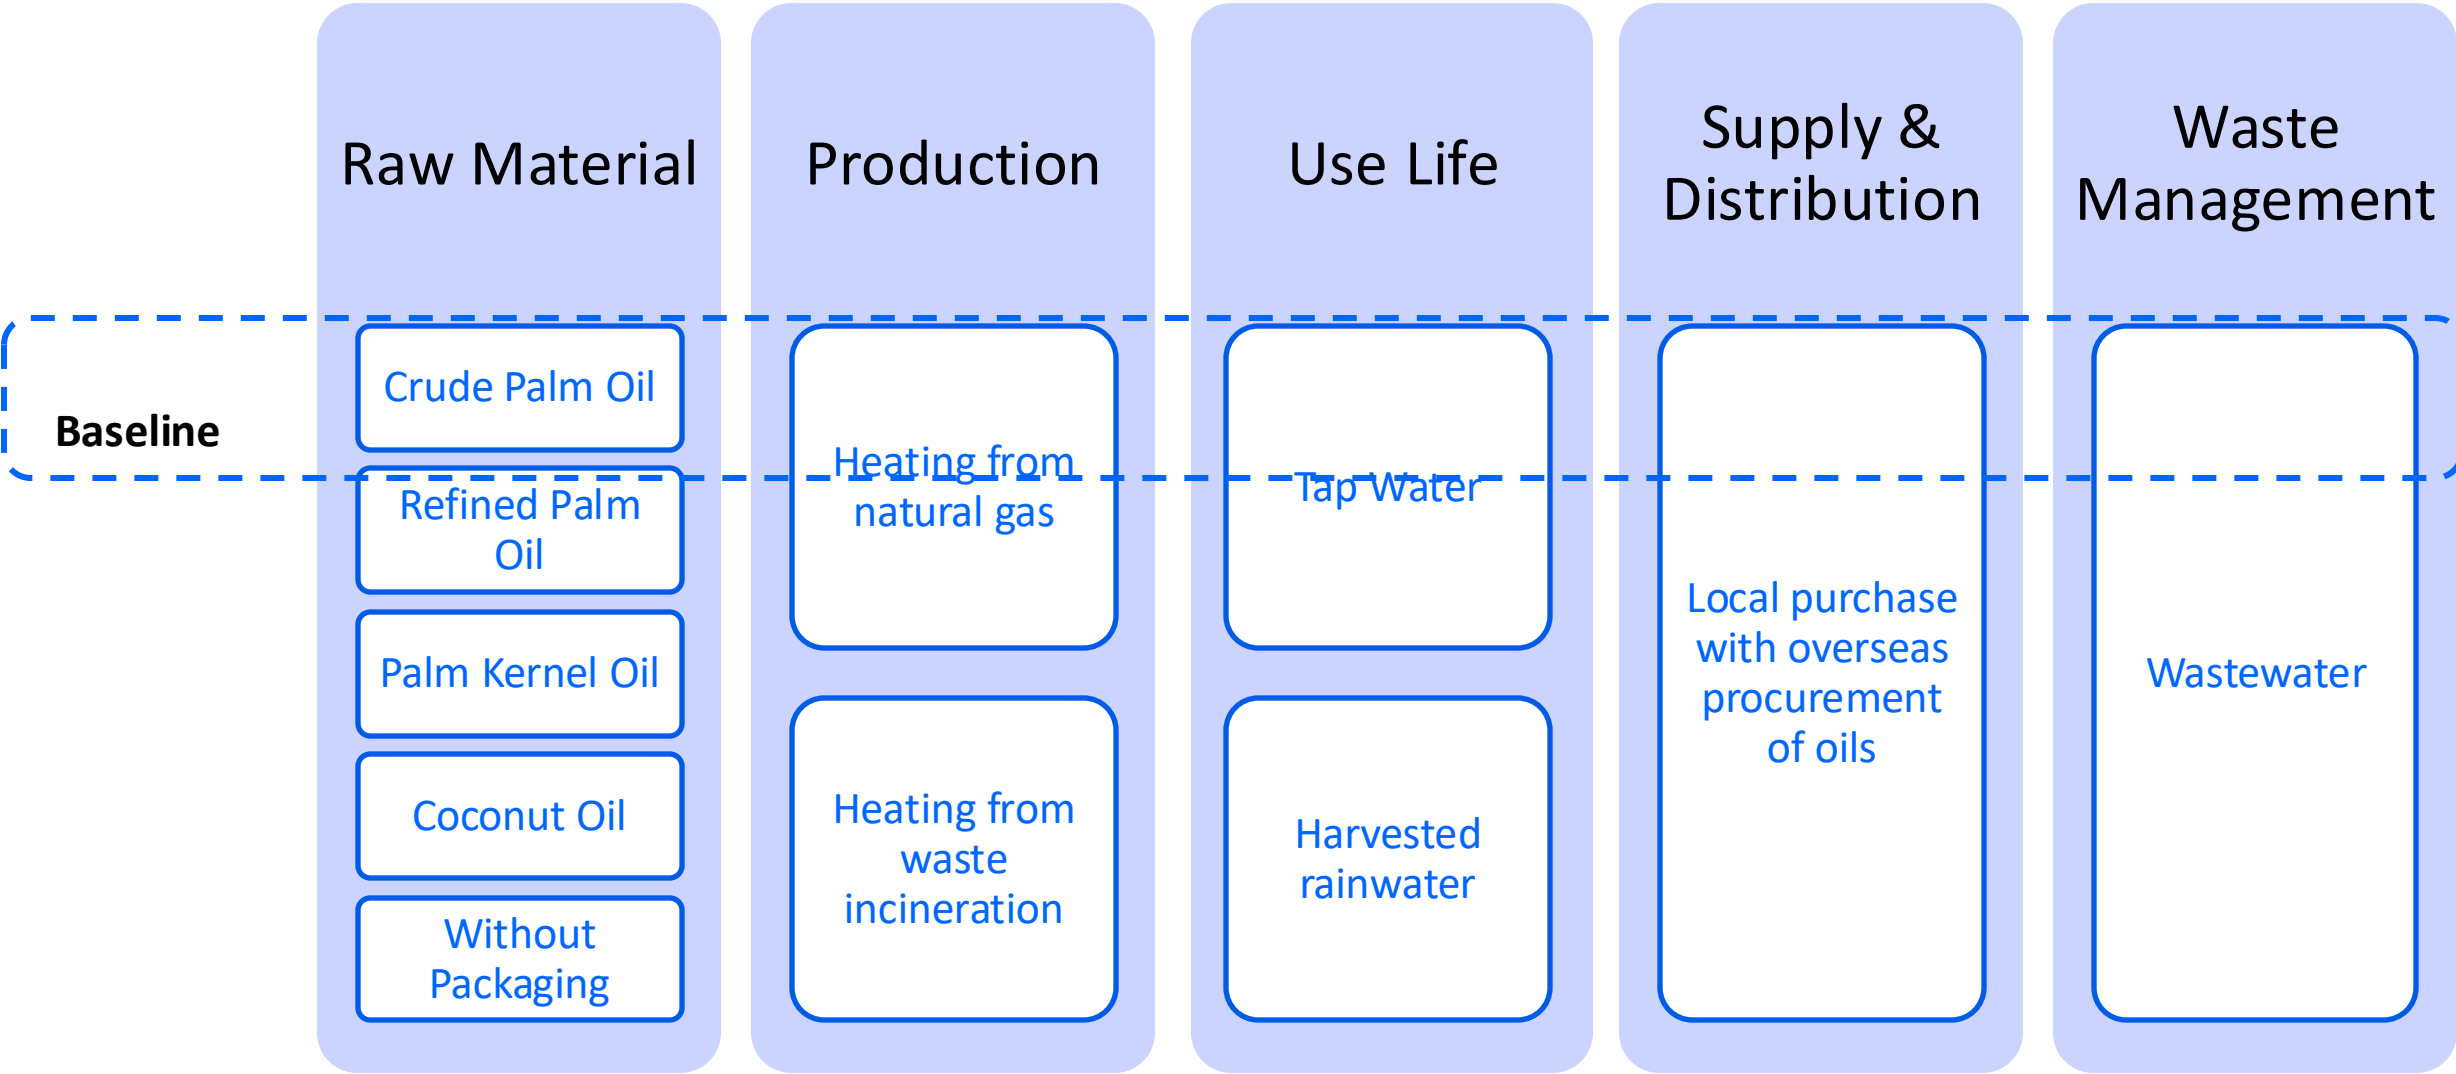 Raw Material
Production
Use Life
Supply &
Distribution
Waste
Management
Baseline
Crude Palm Oil
Refined Palm
Oil
Palm Kernel Oil
Coconut Oil
Without
Packaging
Heating from
natural gas
Heating from
waste
incineration
Tap Water
Harvested
rainwater
Local purchase
with overseas
procurement
of oils
Wastewater